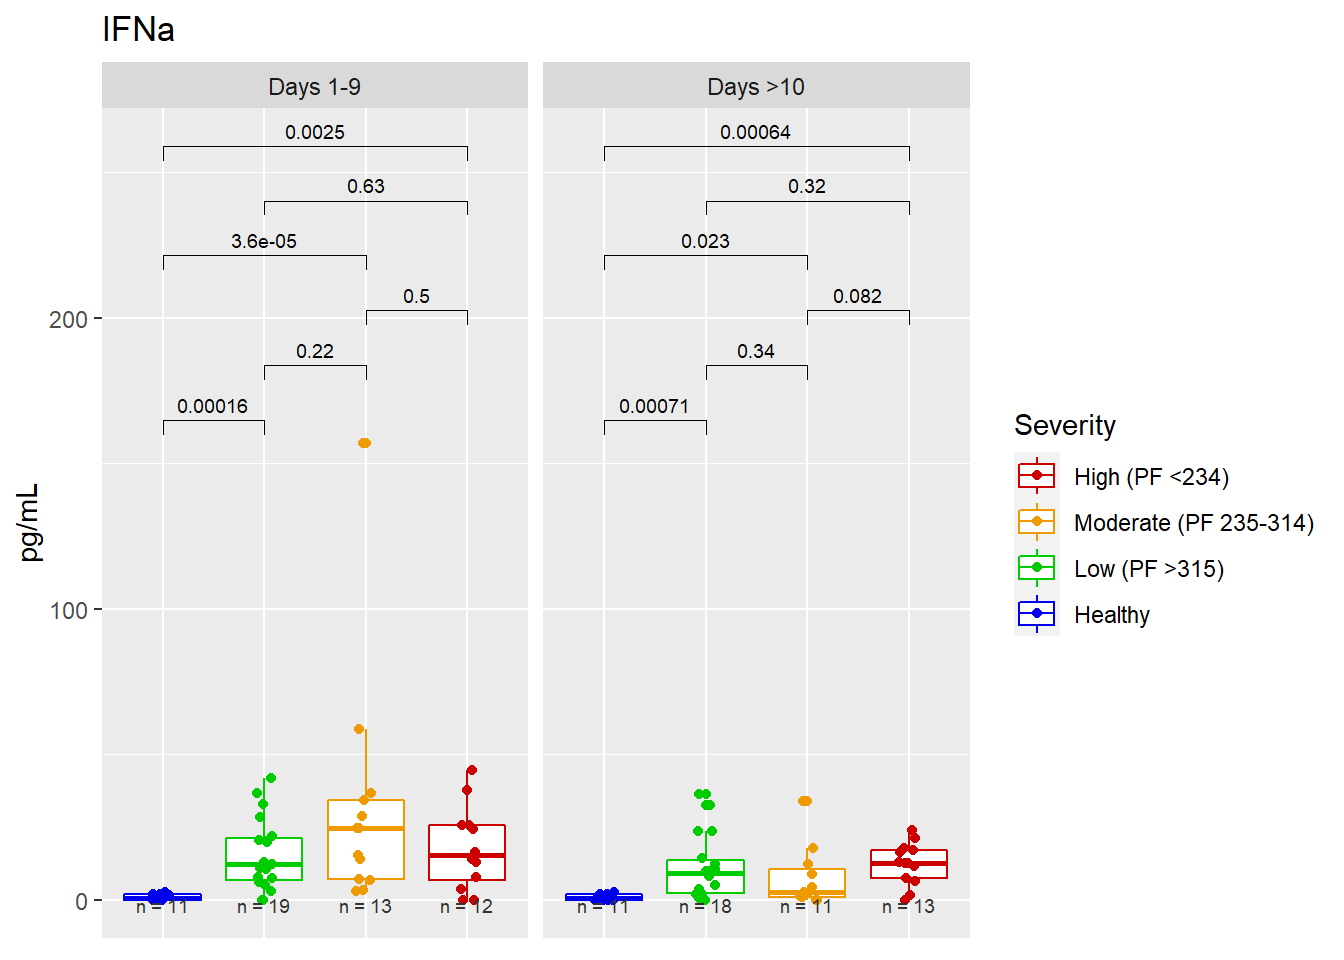 IFNa
Days 1-9
Days >10
0.0025
0.63
3.6e-05
0.5
0.22
0.00016
0.00064
0.32
0.023
0.082
0.34
0.00071
pg/mL
200
100
0
n = 11
n = 19
n = 13
n = 12
n = 11
n = 18
n = 11
n = 13
Severity
High (PF <234)
Moderate (PF 235-314)
Low (PF >315)
Healthy